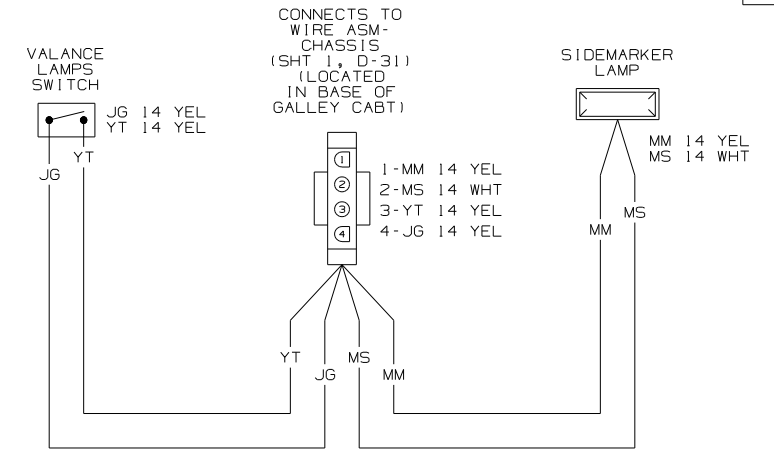 CONNECTS TO
WIRE ASM-
CHASSIS
(SHT 1, D-31)
(LOCATED
IN BASE OF
GALLEY CABT)
VALANCE
LAMPS
SWITCH
SIDEMARKER
LAMP
JG 14 YEL
YT 14 YEL
MM 14 YEL
MS 14 WHT
YT
JG
1
2
3
4
1-MM 14 YEL
2-MS 14 WHT
3-YT 14 YEL
4-JG 14 YEL
MS
MM
YT
MS
JG
MM